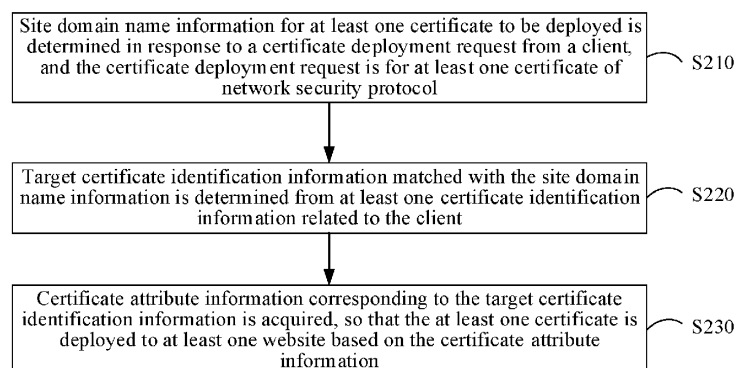 Site domain name information for at least one certificate to be deployed is
determined in response to a certificate deployment request from a client,
and the certificate deployment request is for at least one certificate of
network security protocol
S210
Target certificate identification information matched with the site domain
name information is determined from at least one certificate identification
information related to the client
S220
Certificate attribute information corresponding to the target certificate
identification information is acquired, so that the at least one certificate is
deployed to at least one website based on the certificate attribute
information
S230